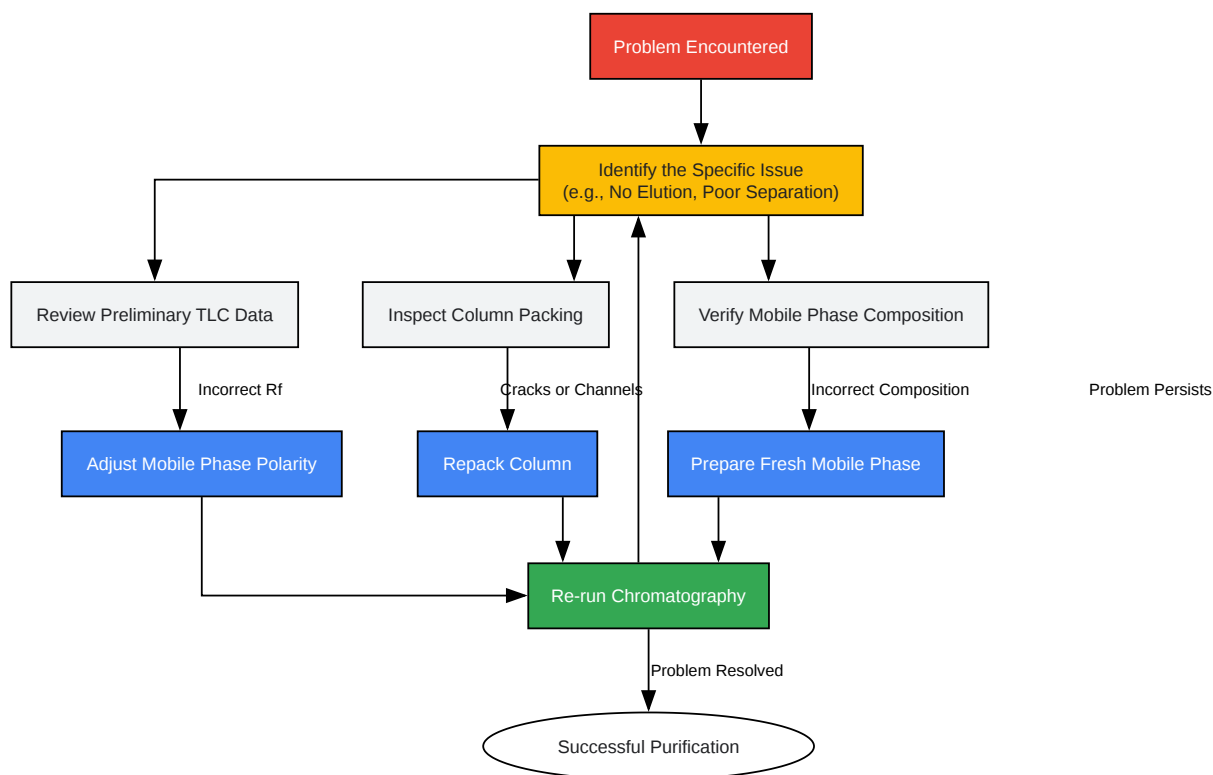 Problem Encountered
Identify the Specific Issue
(e.g., No Elution, Poor Separation)
Review Preliminary TLC Data
Inspect Column Packing
Verify Mobile Phase Composition
Incorrect Rf
Cracks or Channels
Incorrect Composition
Problem Persists
Adjust Mobile Phase Polarity
Repack Column
Prepare Fresh Mobile Phase
Re-run Chromatography
Problem Resolved
Successful Purification